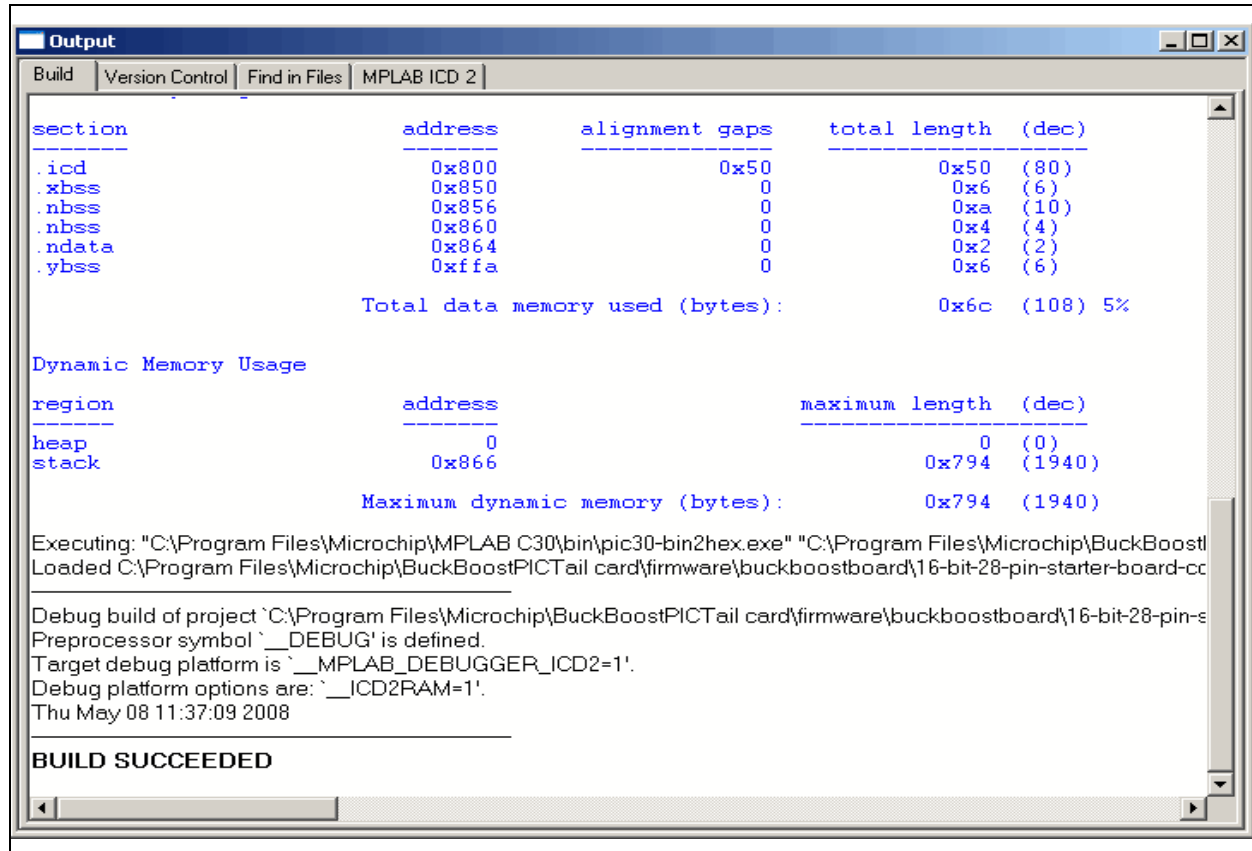 Output
Build Version Control Find in Files MPLAB ICD 2
section address alignment gaps total length (dec)
------- ------- -------------- --------------------
.icd 0x800 0x50 0x50 (80)
.xbss 0x850 0 0x6 (6)
.nbss 0x856 0 0xa (10)
.nbss 0x860 0 0x4 (4)
.ndata 0x864 0 0x2 (2)
.ybss 0xffa 0 0x6 (6)
Total data memory used (bytes): 0x6c (108) 5%
Dynamic Memory Usage
region address maximum length (dec)
------ ------- ---------------------
heap 0 0 (0)
stack 0x866 0x794 (1940)
Maximum dynamic memory (bytes): 0x794 (1940)
Executing: "C:\Program Files\Microchip\MPLAB C30\bin\pic30-bin2hex.exe" "C:\Program Files\Microchip\BuckBoostl
Loaded C:\Program Files\Microchip\BuckBoostPICTail card\firmware\buckboostboard\16-bit-28-pin-starter-board-cc
Debug build of project `C:\Program Files\Microchip\BuckBoostPICTail card\firmware\buckboostboard\16-bit-28-pin-s
Preprocessor symbol `__DEBUG' is defined.
Target debug platform is `__MPLAB_DEBUGGER_ICD2=1'.
Debug platform options are: `__ICD2RAM=1'.
Thu May 08 11:37:09 2008
BUILD SUCCEEDED